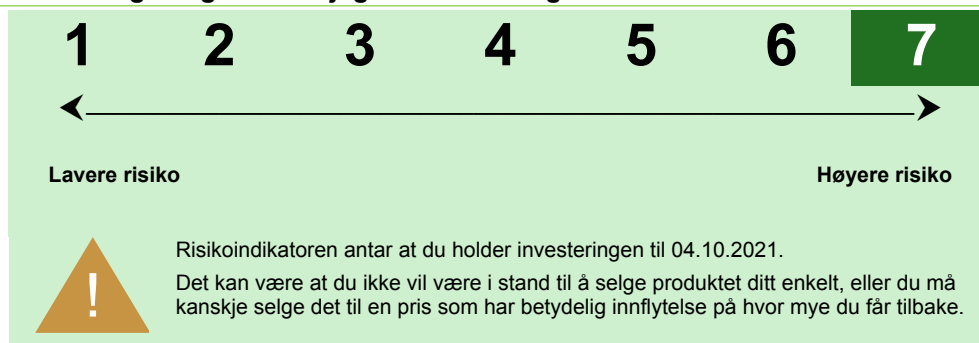 1 2 3 4 5 6 7
Lavere risiko Høyere risiko
Risikoindikatoren antar at du holder investeringen til 04.10.2021.
! Det kan være at du ikke vil være i stand til å selge produktet ditt enkelt, eller du må
kanskje selge det til en pris som har betydelig innflytelse på hvor mye du får tilbake.